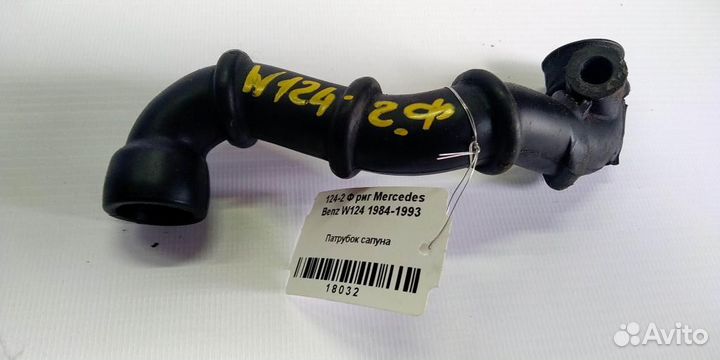 W124-2.Ф
124-2 Ф риг Mercedes
Benz W124 1984-1993
Патрубок сапуна
18032
Avito